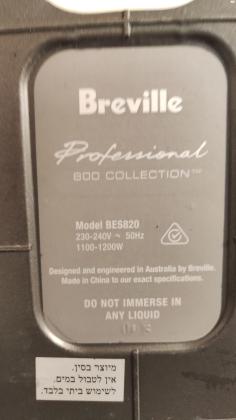 Breville
Professional
800 COLLECTION™
Model BES820
230-240V ~ 50Hz
1100-1200W
Designed and engineered in Australia by Breville.
Made in China to our exact specifications.
DO NOT IMMERSE IN
ANY LIQUID
מיוצר בסין.
אין לטבול במים.
לשימוש ביתי בלבד.